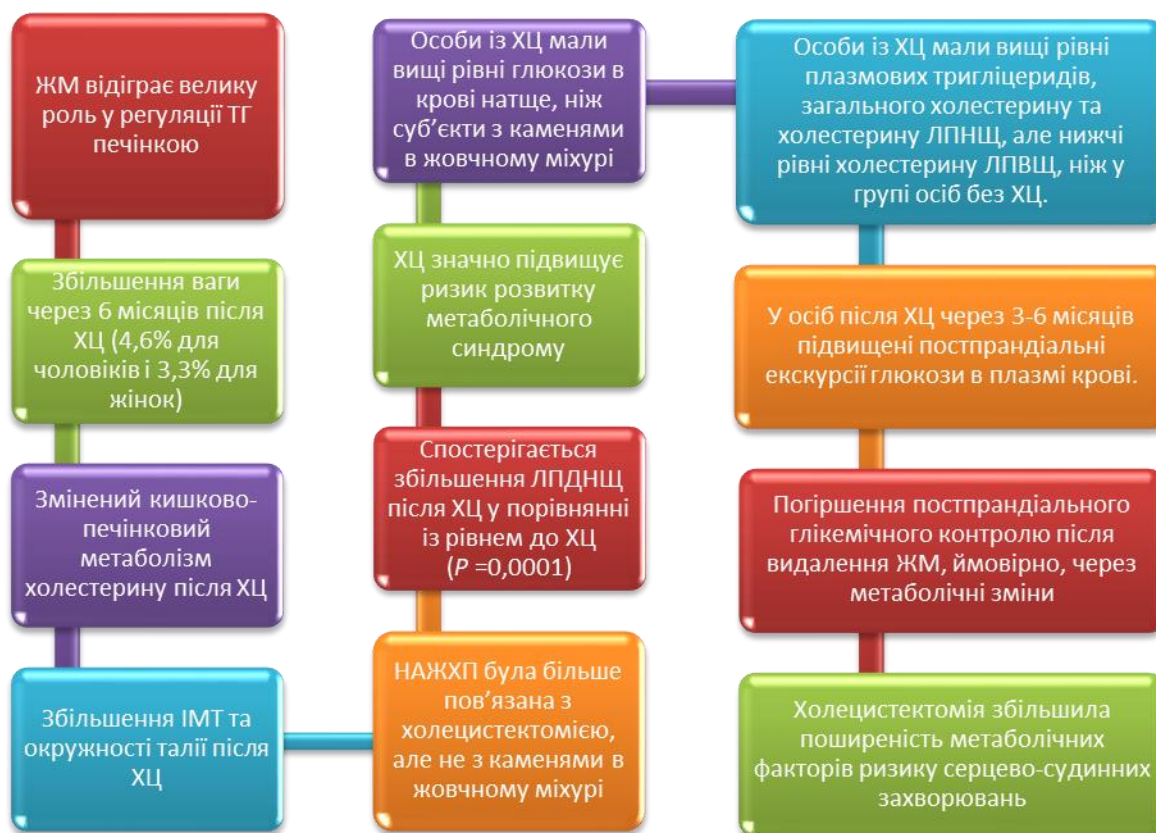 ЖМ відіграє велику
роль у регуляції ТГ
печінкою
Збільшення ваги
через 6 місяців після
ХЦ (4,6% для
чоловіків і 3,3% для
жінок)
Змінений кишково-
печінковий
метаболізм
холестерину після ХЦ
Збільшення ІМТ та
окружності талії після
ХЦ
НАЖХП була більше
пов’язана з
холецистектомією,
але не з каменями в
жовчному міхурі
Спостерігається
збільшення ЛПДНЩ
після ХЦ у порівнянні
із рівнем до ХЦ
(P =0,0001)
ХЦ значно підвищує
ризик розвитку
метаболічного
синдрому
Особи із ХЦ мали
вищі рівні глюкози в
крові натще, ніж
суб’єкти з каменями
в жовчному міхурі
Особи із ХЦ мали вищі рівні
плазмових тригліцеридів,
загального холестерину та
холестерину ЛПНЩ, але нижчі
рівні холестерину ЛПВЩ, ніж у
групі осіб без ХЦ.
У осіб після ХЦ через 3-6 місяців
підвищені постпрандіальні
екскурсії глюкози в плазмі крові.
Погіршення постпрандіального
глікемічного контролю після
видалення ЖМ, ймовірно, через
метаболічні зміни
Холецистектомія збільшила
поширеність метаболічних
факторів ризику серцево-судинних
захворювань